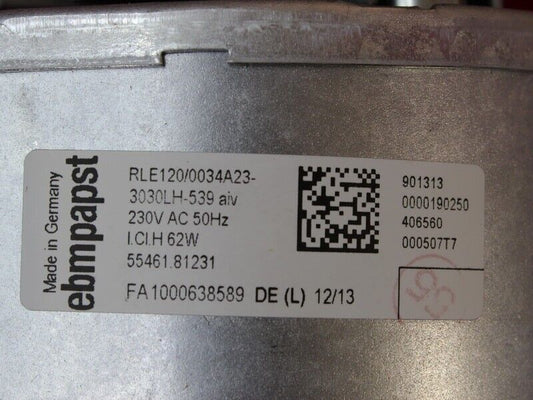 Made in Germany
ebmpapst
RLE120/0034A23-
3030LH-539 aiv
230V AC 50Hz
I.Cl.H 62W
55461.81231
FA1000638589 DE (L) 12/13
901313
0000190250
406560
000507T7